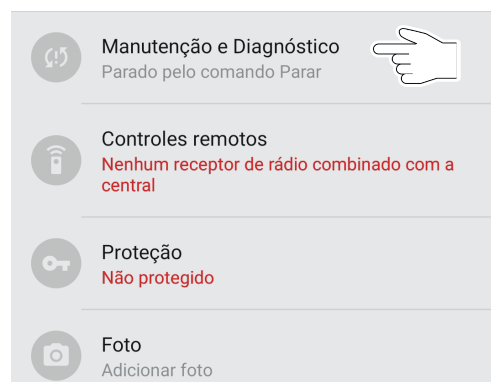 Manutenção e Diagnóstico
Parado pelo comando Parar
Controles remotos
Nenhum receptor de rádio combinado com a
central
Proteção
Não protegido
Foto
Adicionar foto